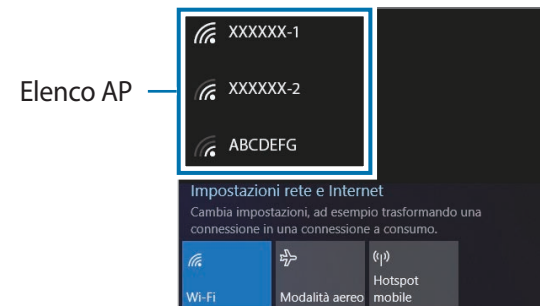 XXXXXX-1
Elenco AP
XXXXXX-2
ABCDEFG
Impostazioni rete e Internet
Cambia impostazioni, ad esempio trasformando una
connessione in una connessione a consumo.
Wi-Fi
Modalità aereo
Hotspot
mobile